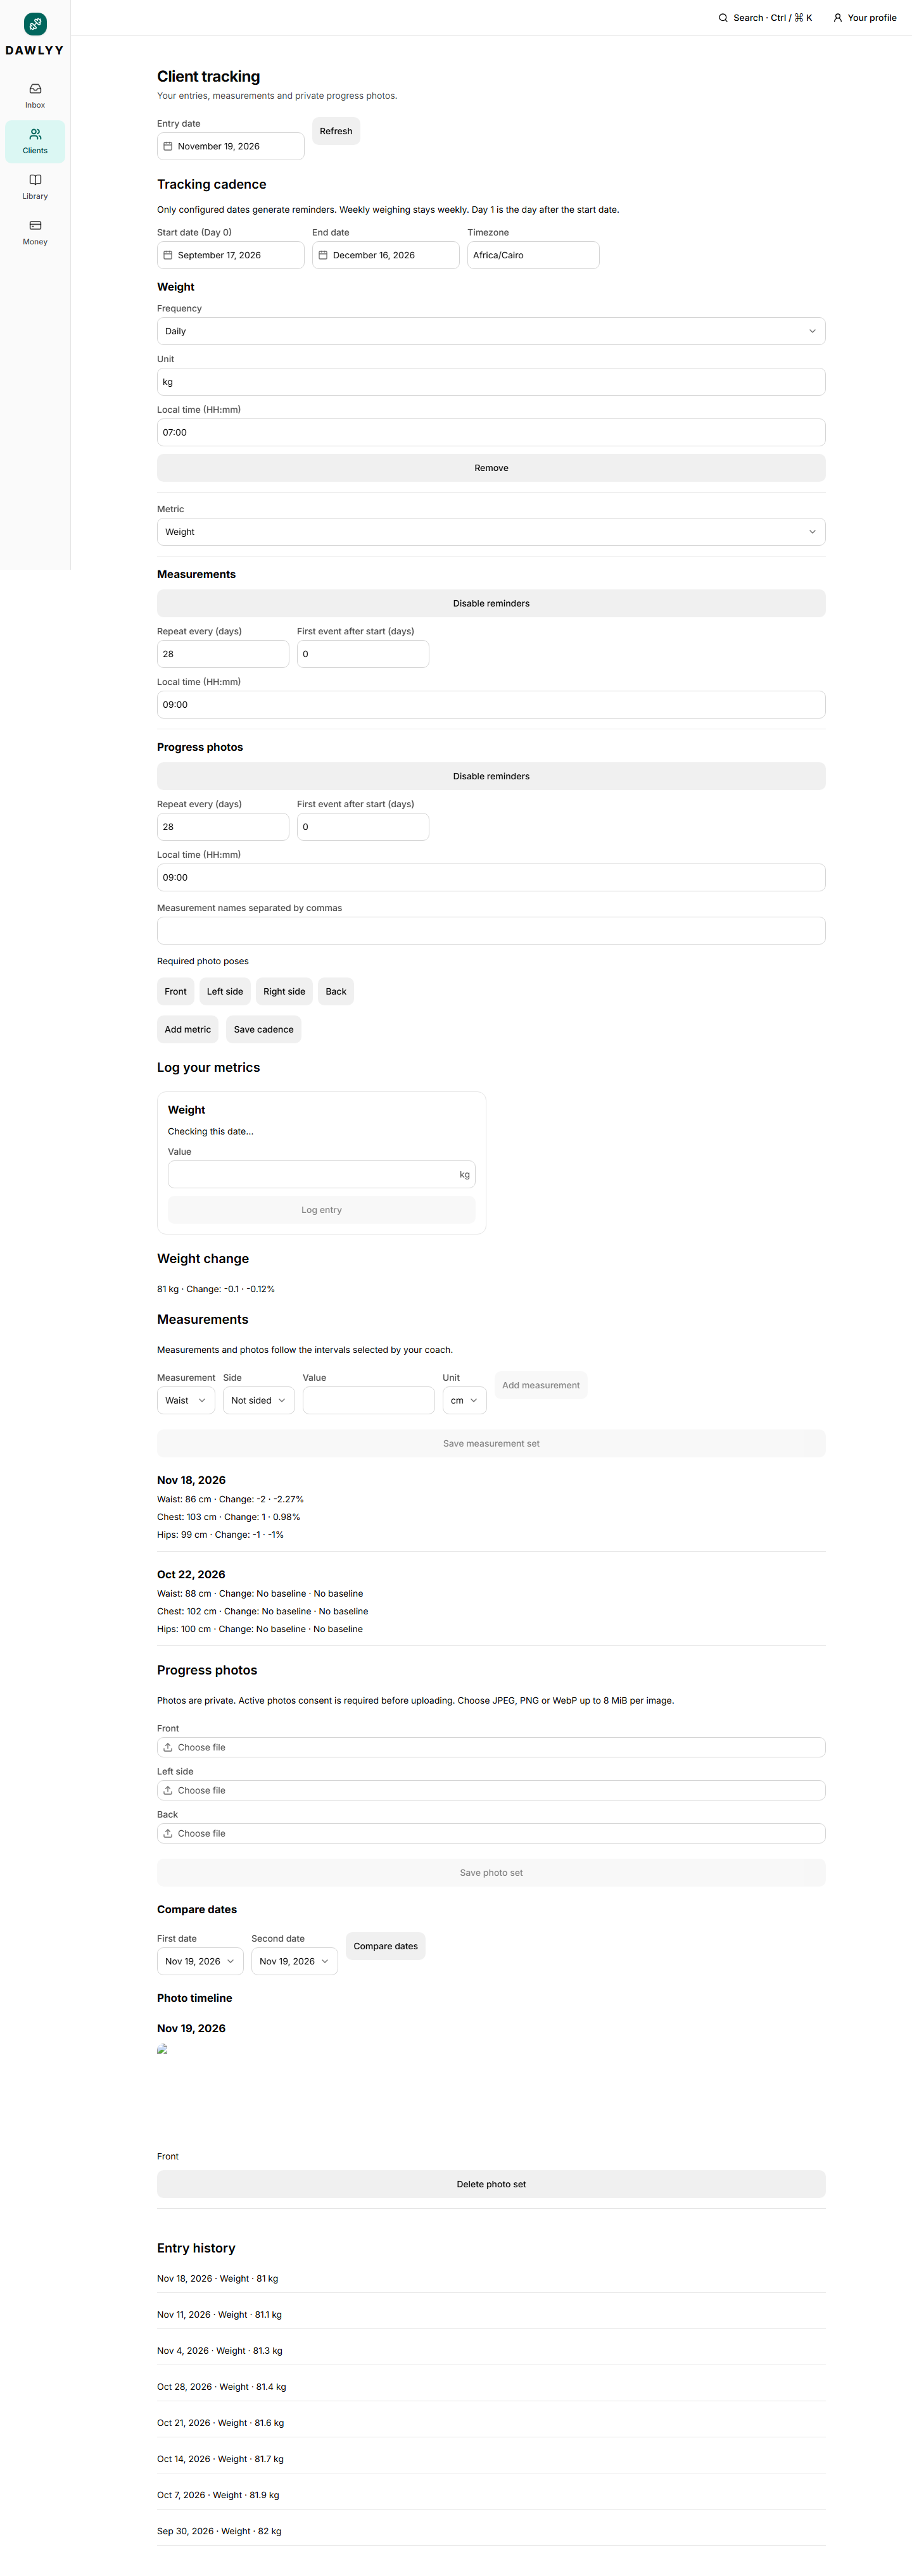 DAWLYY
Inbox
Clients
Library
Money
Search · Ctrl / ⌘ K
Your profile
Client tracking
Your entries, measurements and private progress photos.
Entry date
November 19, 2026
Refresh
Tracking cadence
Only configured dates generate reminders. Weekly weighing stays weekly. Day 1 is the day after the start date.
Start date (Day 0) End date Timezone
September 17, 2026 December 16, 2026 Africa/Cairo
Weight
Frequency
Daily
Unit
kg
Local time (HH:mm)
07:00
Remove
Metric
Weight
Measurements
Disable reminders
Repeat every (days) First event after start (days)
28 0
Local time (HH:mm)
09:00
Progress photos
Disable reminders
Repeat every (days) First event after start (days)
28 0
Local time (HH:mm)
09:00
Measurement names separated by commas
Required photo poses
Front Left side Right side Back
Add metric Save cadence
Log your metrics
Weight
Checking this date...
Value
kg
Log entry
Weight change
81 kg · Change: -0.1 · -0.12%
Measurements
Measurements and photos follow the intervals selected by your coach.
Measurement Side Value Unit
Waist Not sided cm Add measurement
Save measurement set
Nov 18, 2026
Waist: 86 cm · Change: -2 · -2.27%
Chest: 103 cm · Change: 1 · 0.98%
Hips: 99 cm · Change: -1 · -1%
Oct 22, 2026
Waist: 88 cm · Change: No baseline · No baseline
Chest: 102 cm · Change: No baseline · No baseline
Hips: 100 cm · Change: No baseline · No baseline
Progress photos
Photos are private. Active photos consent is required before uploading. Choose JPEG, PNG or WebP up to 8 MiB per image.
Front
Choose file
Left side
Choose file
Back
Choose file
Save photo set
Compare dates
First date Second date
Nov 19, 2026 Nov 19, 2026 Compare dates
Photo timeline
Nov 19, 2026
Front
Delete photo set
Entry history
Nov 18, 2026 · Weight · 81 kg
Nov 11, 2026 · Weight · 81.1 kg
Nov 4, 2026 · Weight · 81.3 kg
Oct 28, 2026 · Weight · 81.4 kg
Oct 21, 2026 · Weight · 81.6 kg
Oct 14, 2026 · Weight · 81.7 kg
Oct 7, 2026 · Weight · 81.9 kg
Sep 30, 2026 · Weight · 82 kg